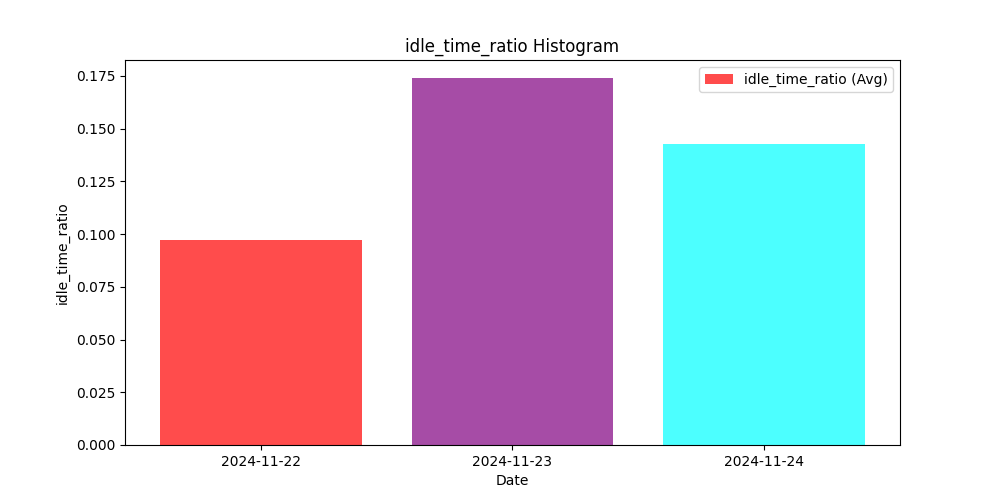 idle_time_ratio Histogram
idle_time_ratio (Avg)
idle_time_ratio
0.175
0.150
0.125
0.100
0.075
0.050
0.025
0.000
2024-11-22
2024-11-23
2024-11-24
Date